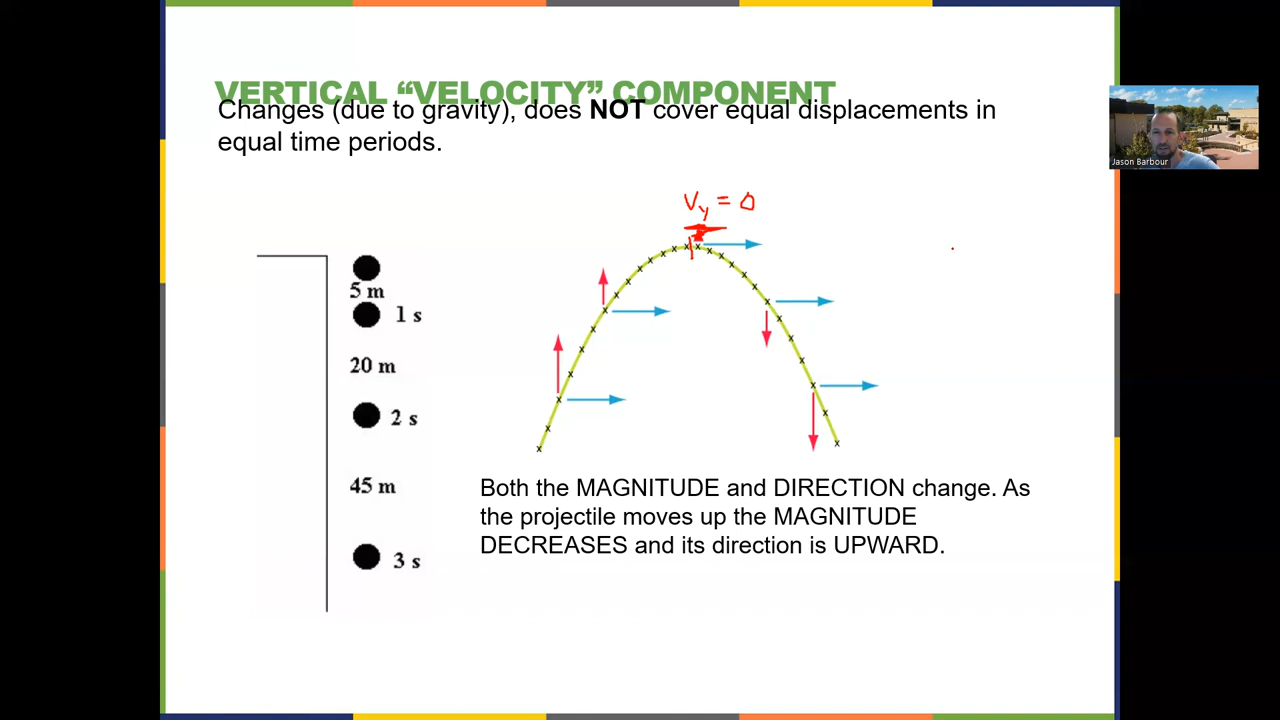 VERTICAL “VELOCITY” COMPONENT
Changes (due to gravity), does NOT cover equal displacements in
equal time periods.
Jason Barbour
Vy = 0
5 m
1 s
20 m
2 s
45 m
3 s
Both the MAGNITUDE and DIRECTION change. As
the projectile moves up the MAGNITUDE
DECREASES and its direction is UPWARD.